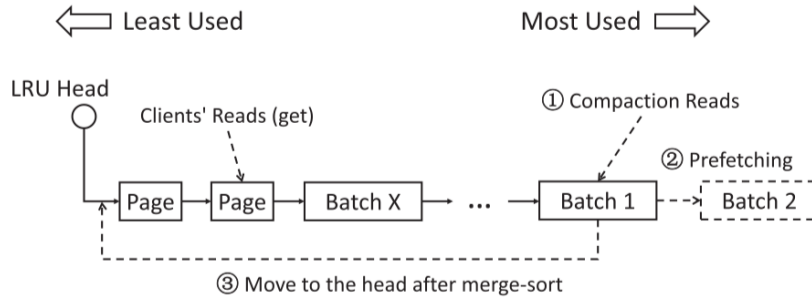 Least Used
Most Used
LRU Head
Clients' Reads (get)
① Compaction Reads
② Prefetching
Page
Page
Batch X
...
Batch 1
Batch 2
③ Move to the head after merge-sort